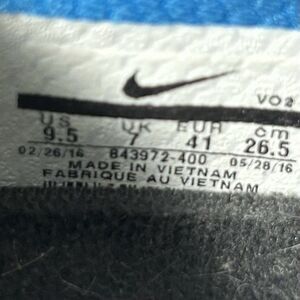 VO2
US UK EUR cm
9.5 7 41 26.5
02/26/16 843972-400 05/28/16
MADE IN VIETNAM
FABRIQUE AU VIETNAM